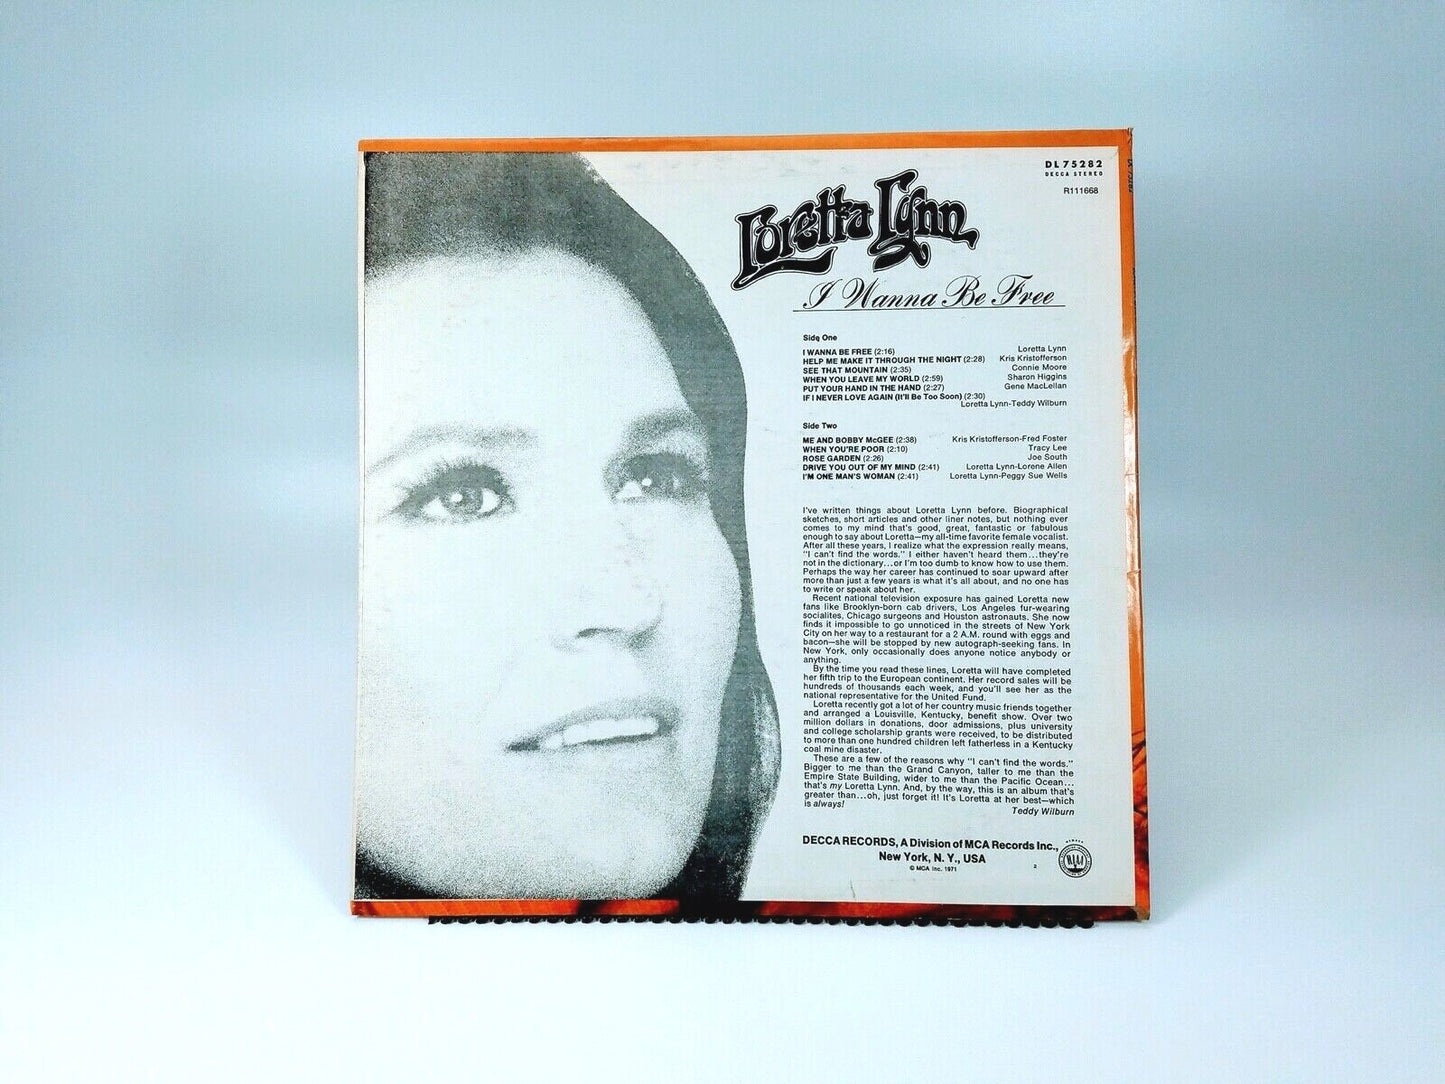 DL 75282
DECCA STEREO
R111668
Loretta Lynn
I Wanna Be Free
Side One
I WANNA BE FREE (2:16) Loretta Lynn
HELP ME MAKE IT THROUGH THE NIGHT (2:28) Kris Kristofferson
SEE THAT MOUNTAIN (2:35) Connie Moore
WHEN YOU LEAVE MY WORLD (2:59) Sharon Higgins
PUT YOUR HAND IN THE HAND (2:27) Gene MacLellan
IF I NEVER LOVE AGAIN (It'll Be Too Soon) (2:30)
Loretta Lynn-Teddy Wilburn
Side Two
ME AND BOBBY McGEE (2:38) Kris Kristofferson-Fred Foster
WHEN YOU'RE POOR (2:10) Tracy Lee
ROSE GARDEN (2:26) Joe South
DRIVE YOU OUT OF MY MIND (2:41) Loretta Lynn-Lorene Allen
I'M ONE MAN'S WOMAN (2:41) Loretta Lynn-Peggy Sue Wells
I've written things about Loretta Lynn before. Biographical
sketches, short articles and other liner notes, but nothing ever
comes to my mind that's good, great, fantastic or fabulous
enough to say about Loretta—my all-time favorite female vocalist.
After all these years, I realize what the expression really means,
"I can't find the words." I either haven't heard them...they're
not in the dictionary...or I'm too dumb to know how to use them.
Perhaps the way her career has continued to soar upward after
more than just a few years is what it's all about, and no one has
to write or speak about her.
Recent national television exposure has gained Loretta new
fans like Brooklyn-born cab drivers, Los Angeles fur-wearing
socialites, Chicago surgeons and Houston astronauts. She now
finds it impossible to go unnoticed in the streets of New York
City on her way to a restaurant for a 2 A.M. round with eggs and
bacon—she will be stopped by new autograph-seeking fans. In
New York, only occasionally does anyone notice anybody or
anything.
By the time you read these lines, Loretta will have completed
her fifth trip to the European continent. Her record sales will be
hundreds of thousands each week, and you'll see her as the
national representative for the United Fund.
Loretta recently got a lot of her country music friends together
and arranged a Louisville, Kentucky, benefit show. Over two
million dollars in donations, door admissions, plus university
and college scholarship grants were received, to be distributed
to more than one hundred children left fatherless in a Kentucky
coal mine disaster.
These are a few of the reasons why "I can't find the words."
Bigger to me than the Grand Canyon, taller to me than the
Empire State Building, wider to me than the Pacific Ocean...
that's my Loretta Lynn. And, by the way, this is an album that's
greater than...oh, just forget it! It's Loretta at her best—which
is always!
Teddy Wilburn
DECCA RECORDS, A Division of MCA Records Inc.,
New York, N. Y., USA
© MCA Inc. 1971
2